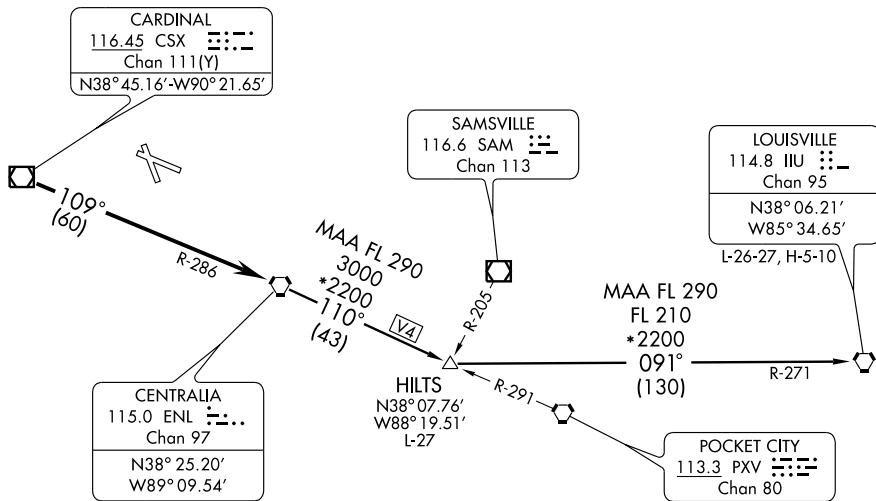 CARDINAL
116.45 CSX
Chan 111(Y)
N38° 45.16'-W90° 21.65'
SAMSVILLE
116.6 SAM
Chan 113
LOUISVILLE
114.8 IIU
Chan 95
N38° 06.21'
W85° 34.65'
L-26-27, H-5-10
109°
(60)
R-286
MAA FL 290
3000
*2200
110°
(43)
V4
R-205
MAA FL 290
FL 210
*2200
091°
(130)
R-271
HILTS
N38° 07.76'
W88° 19.51'
L-27
R-291
CENTRALIA
115.0 ENL
Chan 97
N38° 25.20'
W89° 09.54'
POCKET CITY
113.3 PXV
Chan 80